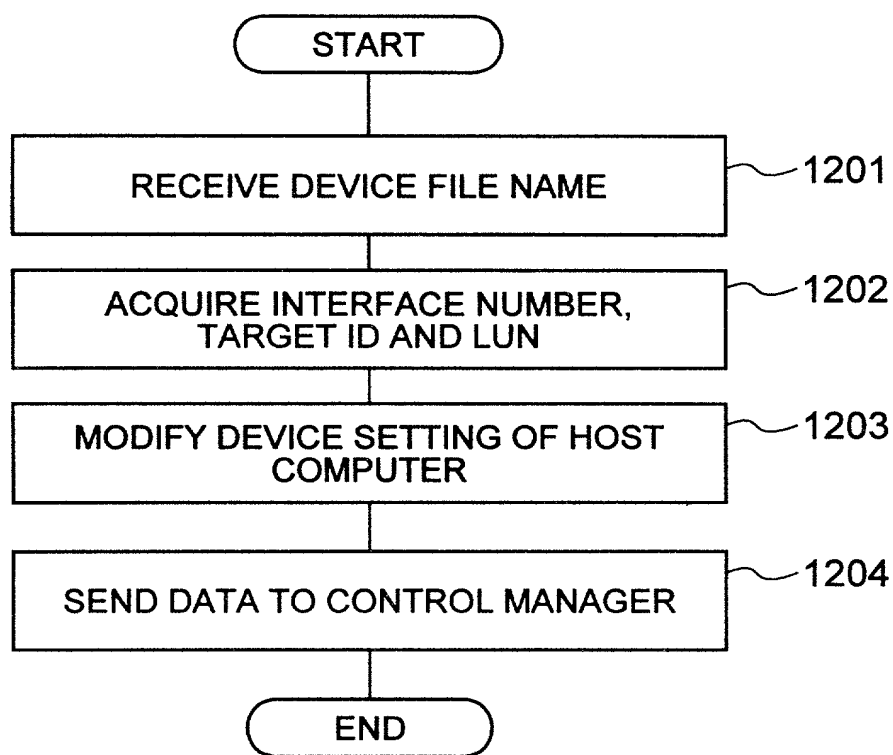 START
RECEIVE DEVICE FILE NAME
1201
ACQUIRE INTERFACE NUMBER,
TARGET ID AND LUN
1202
MODIFY DEVICE SETTING OF HOST
COMPUTER
1203
SEND DATA TO CONTROL MANAGER
1204
END